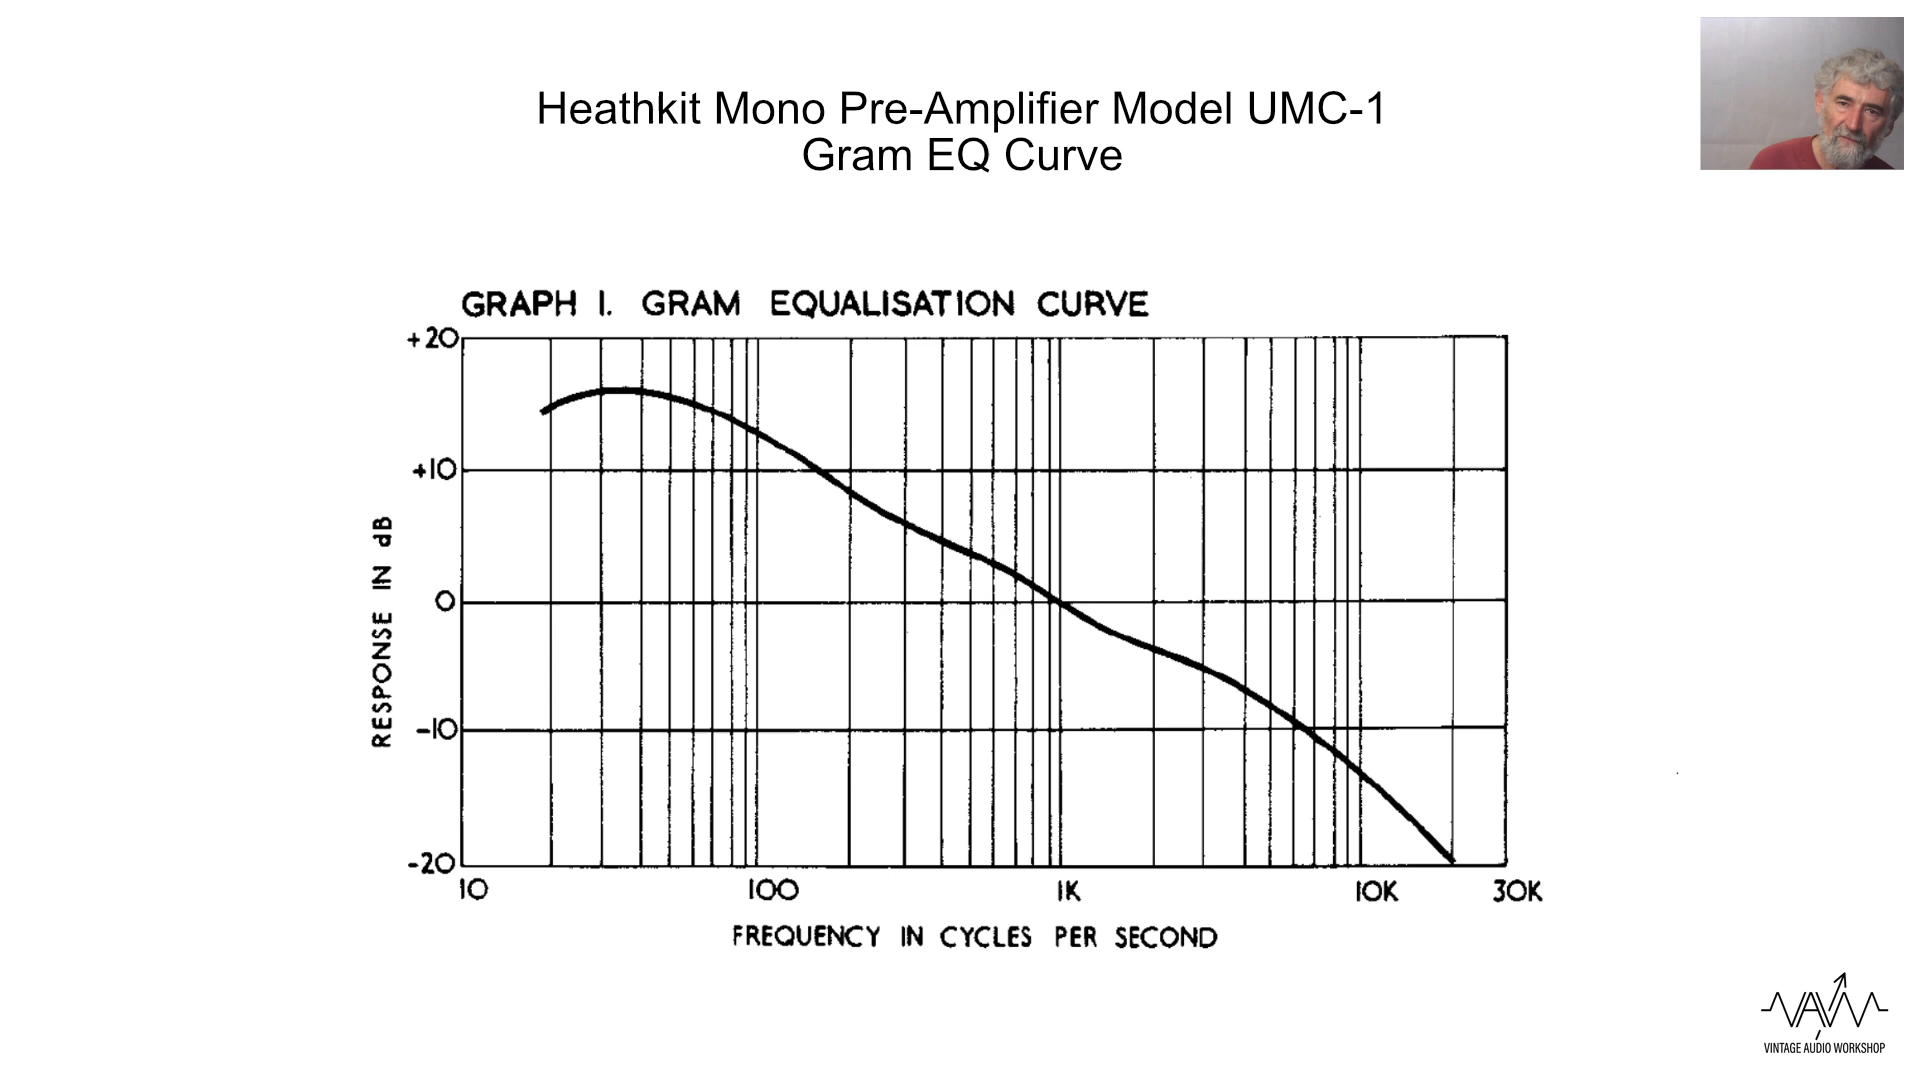 Heathkit Mono Pre-Amplifier Model UMC-1
Gram EQ Curve
GRAPH I. GRAM EQUALISATION CURVE
+20
+10
0
-10
-20
RESPONSE IN dB
10 100 1K 10K 30K
FREQUENCY IN CYCLES PER SECOND
VAW
VINTAGE AUDIO WORKSHOP